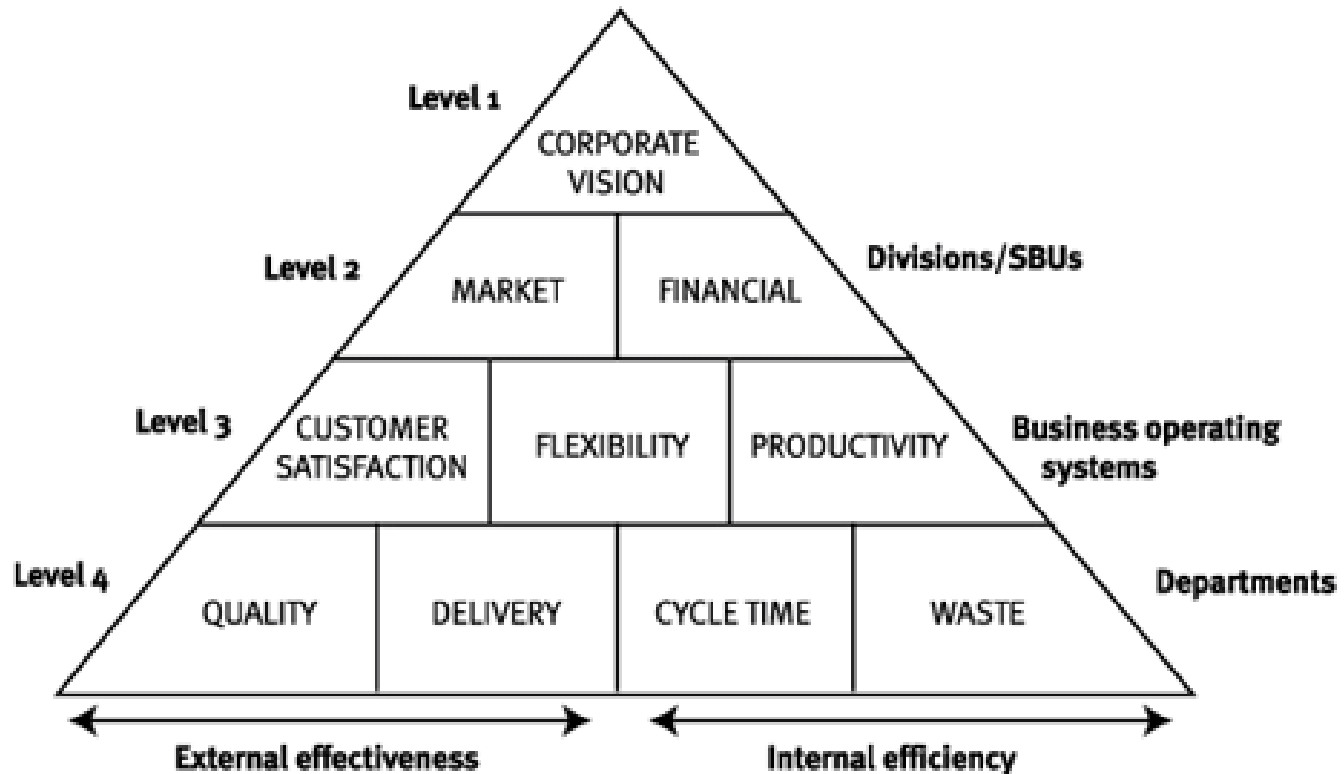 Level 1
CORPORATE
VISION
Level 2
MARKET
FINANCIAL
Divisions/SBUs
Level 3
CUSTOMER
SATISFACTION
FLEXIBILITY
PRODUCTIVITY
Business operating
systems
Level 4
QUALITY
DELIVERY
CYCLE TIME
WASTE
Departments
External effectiveness
Internal efficiency